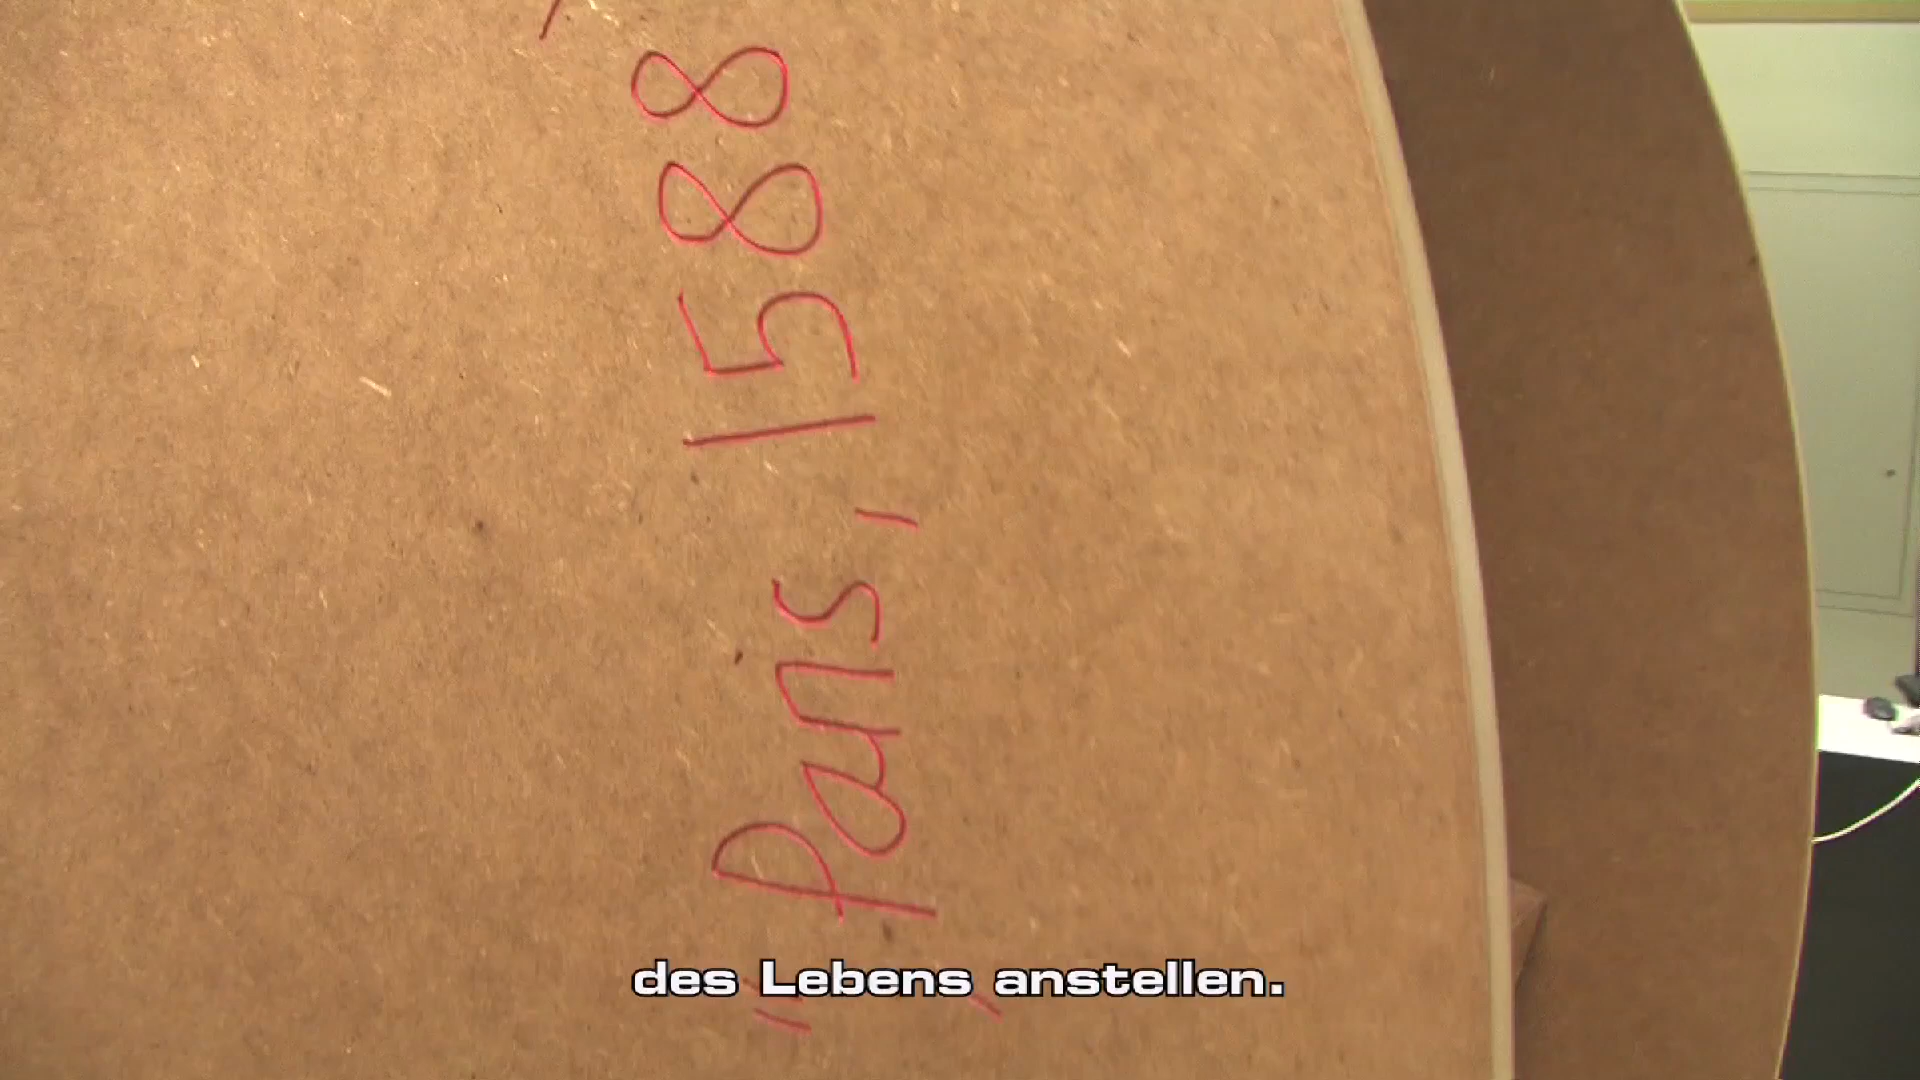 " Paris, 1588
des Lebens anstellen.